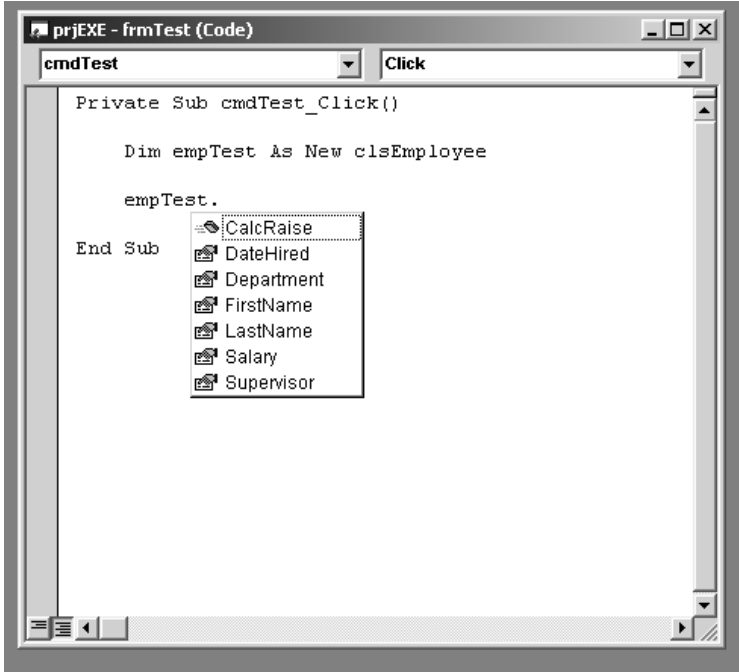 prjEXE - frmTest (Code)
cmdTest Click
Private Sub cmdTest_Click()
Dim empTest As New clsEmployee
empTest.
CalcRaise
End Sub
DateHired
Department
FirstName
LastName
Salary
Supervisor